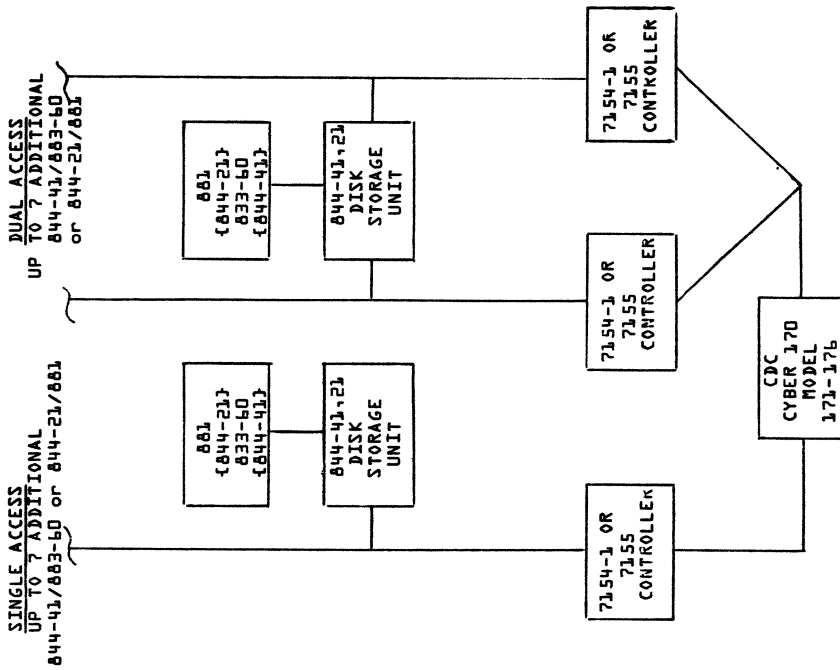 SINGLE ACCESS
UP TO 7 ADDITIONAL
844-41/883-60 or 844-21/881
DUAL ACCESS
UP TO 7 ADDITIONAL
844-41/883-60
or 844-21/881
881
{844-21}
833-60
{844-41}
881
{844-21}
833-60
{844-41}
844-41,21
DISK
STORAGE
UNIT
844-41,21
DISK
STORAGE
UNIT
7154-1 OR
7155
CONTROLLER
7154-1 OR
7155
CONTROLLER
7154-1 OR
7155
CONTROLLER
CDC
CYBER 170
MODEL
171-176